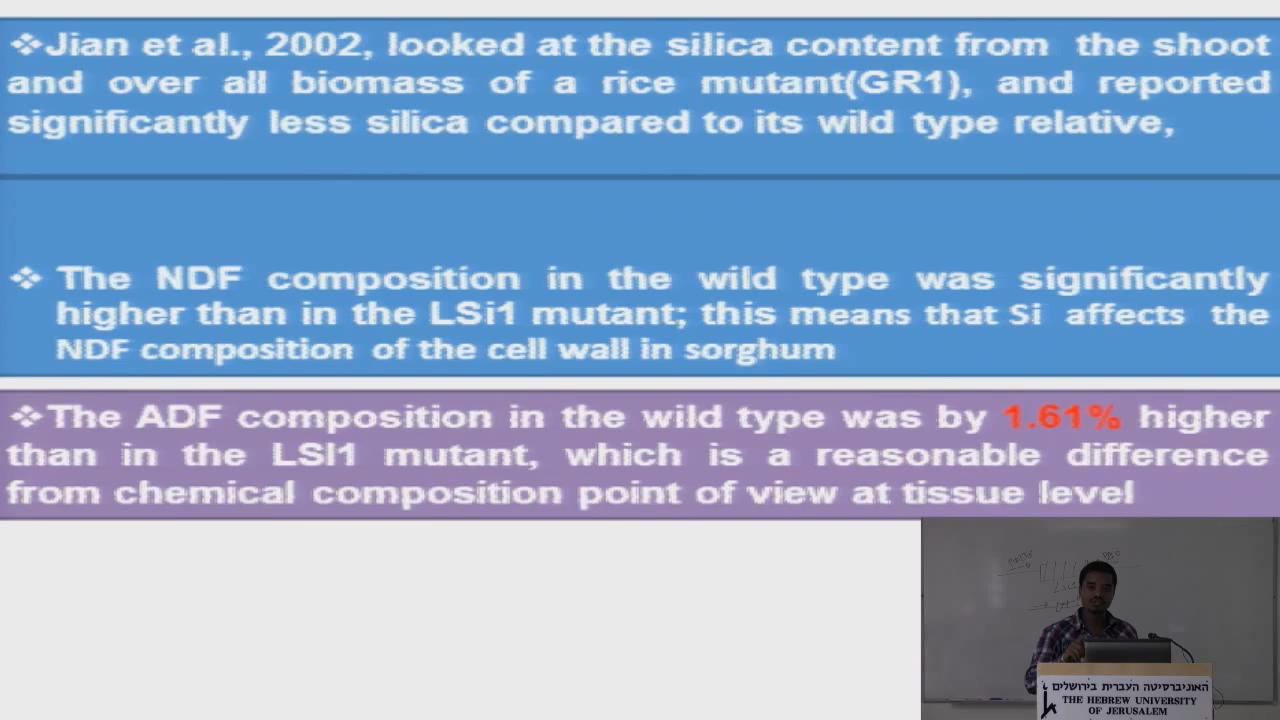 ❖Jian et al., 2002, looked at the silica content from the shoot
and over all biomass of a rice mutant(GR1), and reported
significantly less silica compared to its wild type relative,
❖ The NDF composition in the wild type was significantly
higher than in the LSi1 mutant; this means that Si affects the
NDF composition of the cell wall in sorghum
❖The ADF composition in the wild type was by 1.61% higher
than in the LSI1 mutant, which is a reasonable difference
from chemical composition point of view at tissue level
האוניברסיטה העברית בירושלים
THE HEBREW UNIVERSITY
OF JERUSALEM